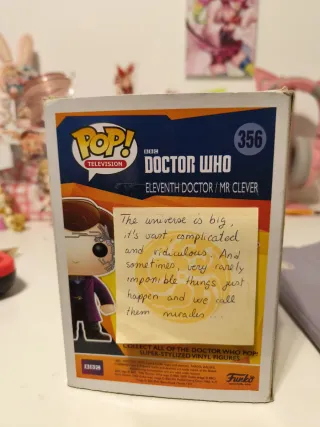 POP!
TELEVISION
BBC
DOCTOR WHO
356
ELEVENTH DOCTOR / MR CLEVER
The universe is big,
it's vast complicated
and ridiculous. And
sometimes, very rarely
impossible things just
happen and we call
them miracles...
COLLECT ALL OF THE DOCTOR WHO POP!
SUPER-STYLIZED VINYL FIGURES
BBC
Funko